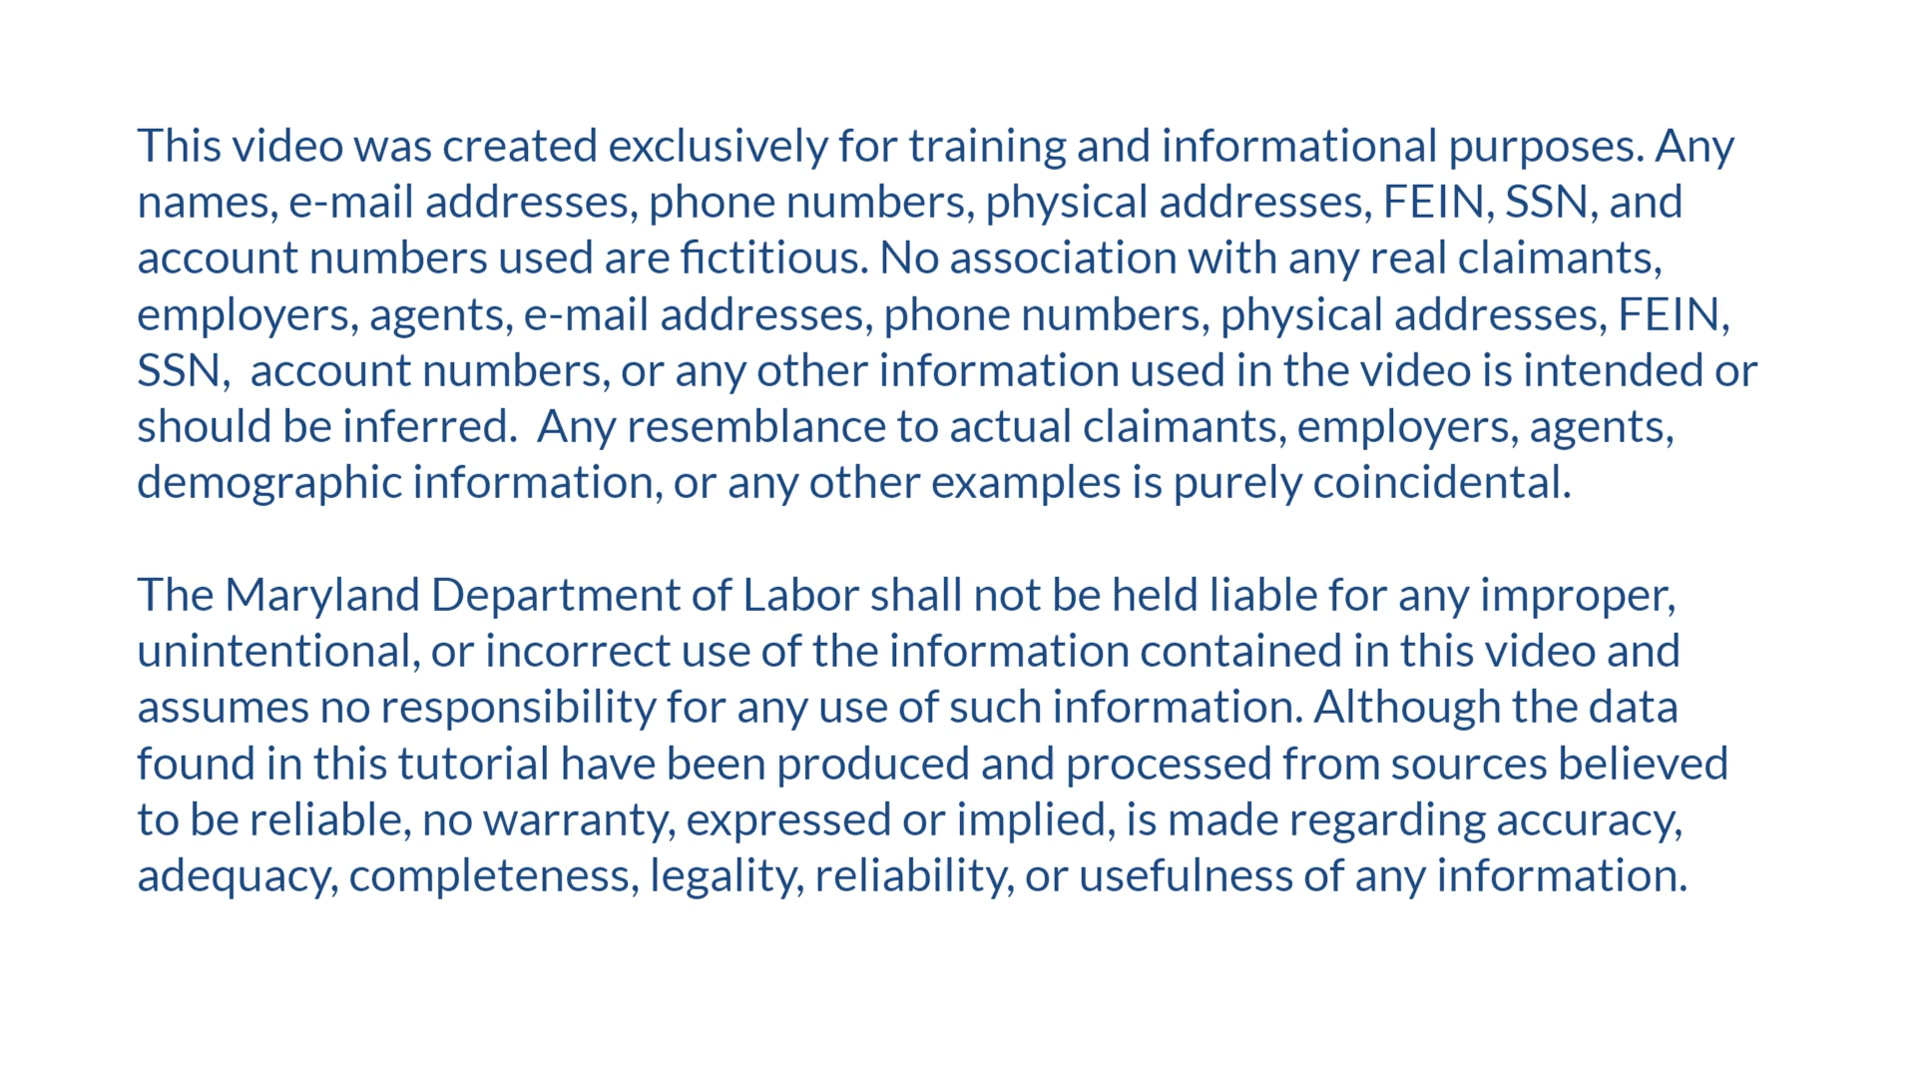 This video was created exclusively for training and informational purposes. Any
names, e-mail addresses, phone numbers, physical addresses, FEIN, SSN, and
account numbers used are fictitious. No association with any real claimants,
employers, agents, e-mail addresses, phone numbers, physical addresses, FEIN,
SSN,  account numbers, or any other information used in the video is intended or
should be inferred.  Any resemblance to actual claimants, employers, agents,
demographic information, or any other examples is purely coincidental.

The Maryland Department of Labor shall not be held liable for any improper,
unintentional, or incorrect use of the information contained in this video and
assumes no responsibility for any use of such information. Although the data
found in this tutorial have been produced and processed from sources believed
to be reliable, no warranty, expressed or implied, is made regarding accuracy,
adequacy, completeness, legality, reliability, or usefulness of any information.